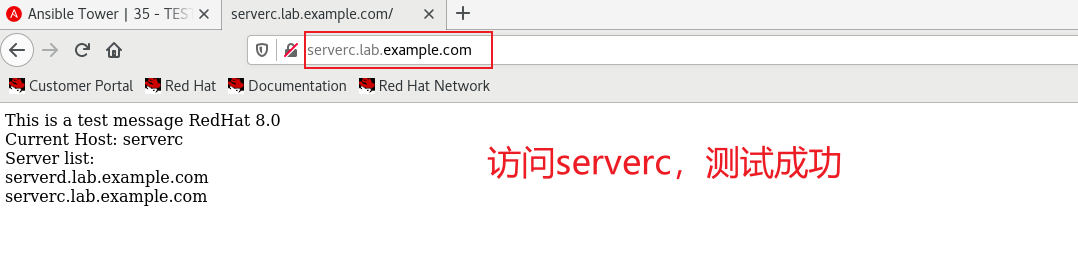 Ansible Tower | 35 - TES
serverc.lab.example.com/
serverc.lab.example.com
Customer Portal Red Hat Documentation Red Hat Network
This is a test message RedHat 8.0
Current Host: serverc
Server list:
serverd.lab.example.com
serverc.lab.example.com
访问serverc，测试成功